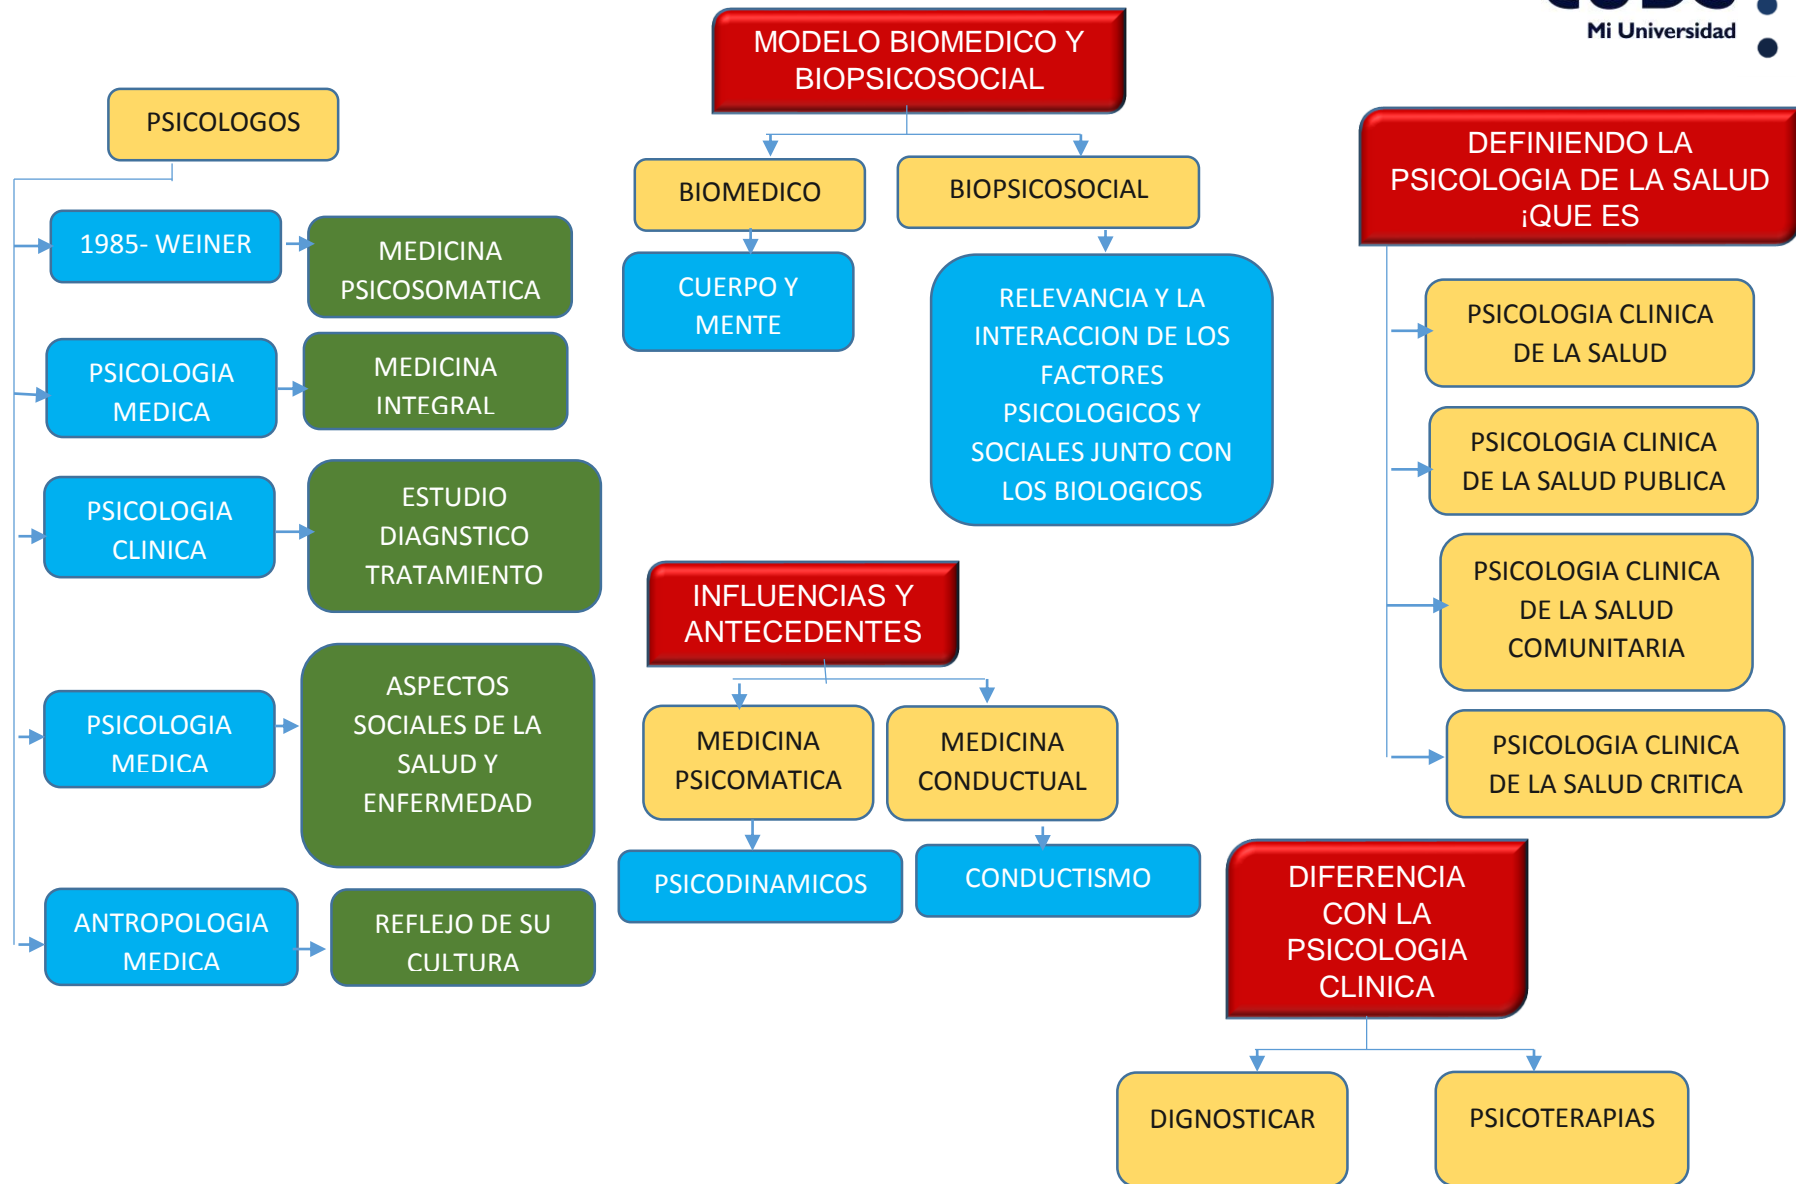 Mi Universidad
MODELO BIOMEDICO Y
BIOPSICOSOCIAL
BIOMEDICO
BIOPSICOSOCIAL
CUERPO Y
MENTE
RELEVANCIA Y LA
INTERACCION DE LOS
FACTORES
PSICOLOGICOS Y
SOCIALES JUNTO CON
LOS BIOLOGICOS
PSICOLOGOS
1985- WEINER
MEDICINA
PSICOSOMATICA
PSICOLOGIA
MEDICA
MEDICINA
INTEGRAL
PSICOLOGIA
CLINICA
ESTUDIO
DIAGNSTICO
TRATAMIENTO
PSICOLOGIA
MEDICA
ASPECTOS
SOCIALES DE LA
SALUD Y
ENFERMEDAD
ANTROPOLOGIA
MEDICA
REFLEJO DE SU
CULTURA
INFLUENCIAS Y
ANTECEDENTES
MEDICINA
PSICOMATICA
MEDICINA
CONDUCTUAL
PSICODINAMICOS
CONDUCTISMO
DEFINIENDO LA
PSICOLOGIA DE LA SALUD
¡QUE ES
PSICOLOGIA CLINICA
DE LA SALUD
PSICOLOGIA CLINICA
DE LA SALUD PUBLICA
PSICOLOGIA CLINICA
DE LA SALUD
COMUNITARIA
PSICOLOGIA CLINICA
DE LA SALUD CRITICA
DIFERENCIA
CON LA
PSICOLOGIA
CLINICA
DIGNOSTICAR
PSICOTERAPIAS